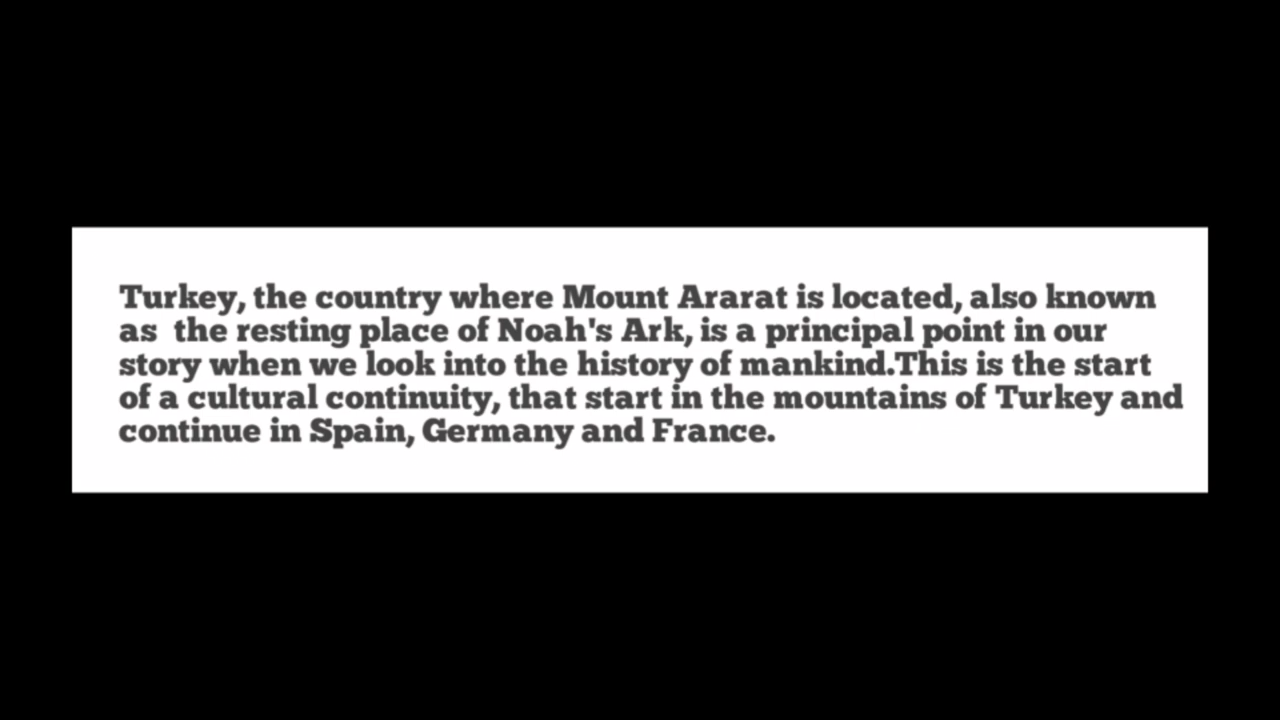 Turkey, the country where Mount Ararat is located, also known
as  the resting place of Noah's Ark, is a principal point in our
story when we look into the history of mankind.This is the start
of a cultural continuity, that start in the mountains of Turkey and
continue in Spain, Germany and France.